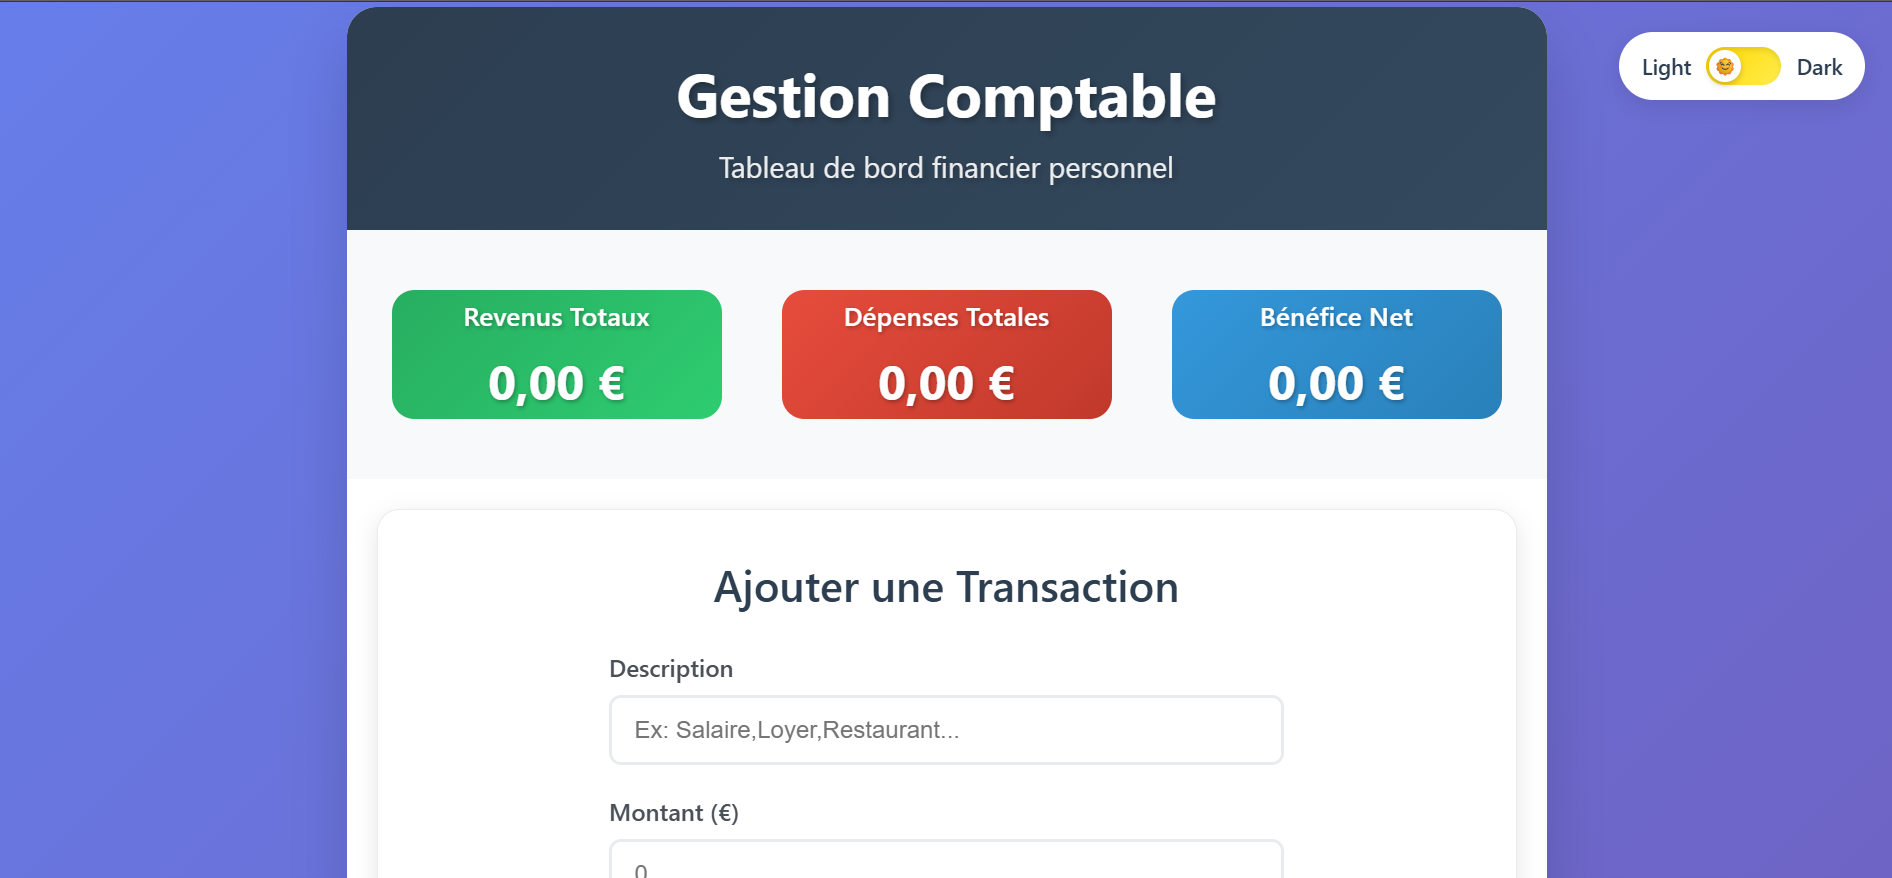 Gestion Comptable
Tableau de bord financier personnel
Light Dark
Revenus Totaux
0,00 €
Dépenses Totales
0,00 €
Bénéfice Net
0,00 €
Ajouter une Transaction
Description
Ex: Salaire,Loyer,Restaurant...
Montant (€)
0